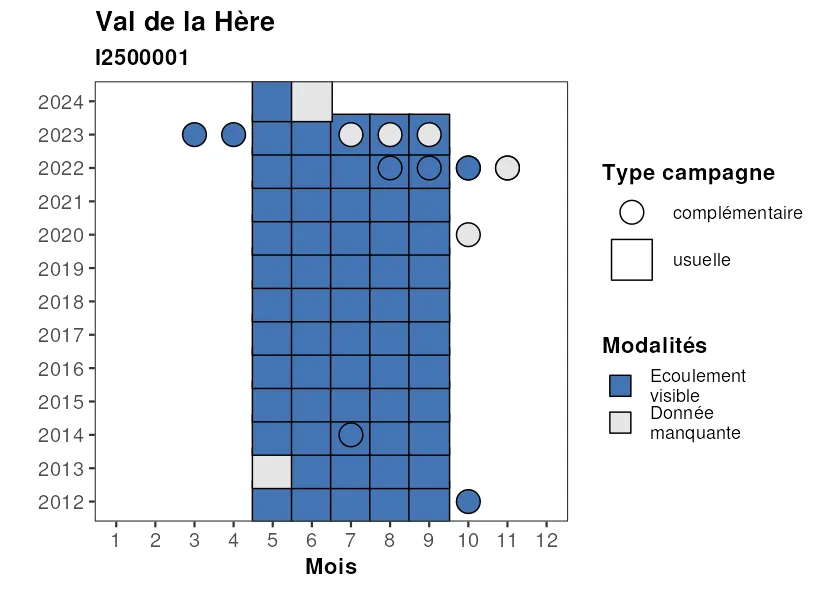 Val de la Hère
I2500001
2024
2023
2022
2021
2020
2019
2018
2017
2016
2015
2014
2013
2012
1 2 3 4 5 6 7 8 9 10 11 12
Mois
Type campagne
complémentaire
usuelle
Modalités
Ecoulement
visible
Donnée
manquante